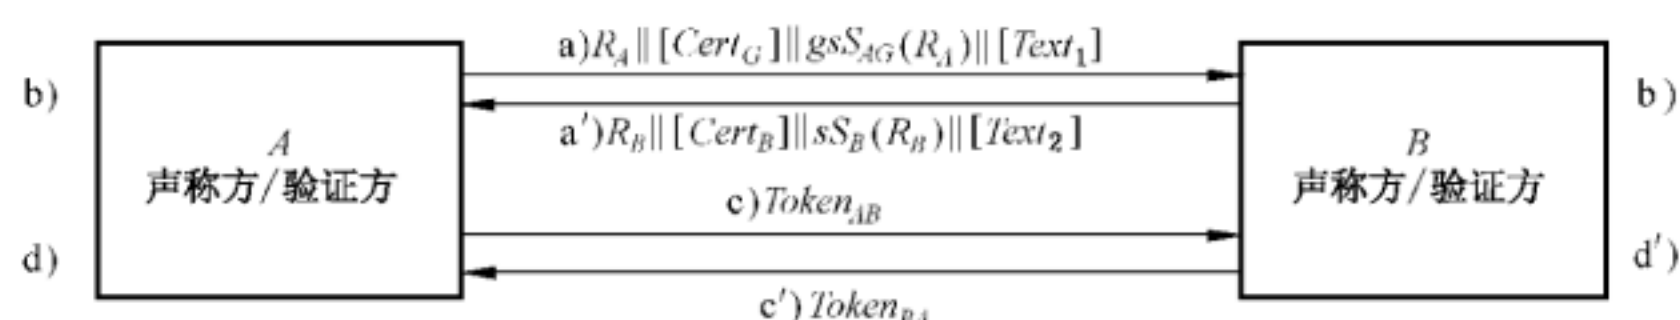 a)R_A||[Cert_G]||gsS_AG(R_A)||[Text_1]
b)
b)
A
声称方/验证方
a′)R_B||[Cert_B]||sS_B(R_B)||[Text_2]
B
声称方/验证方
c)Token_AB
d)
d′)
c′)Token_BA